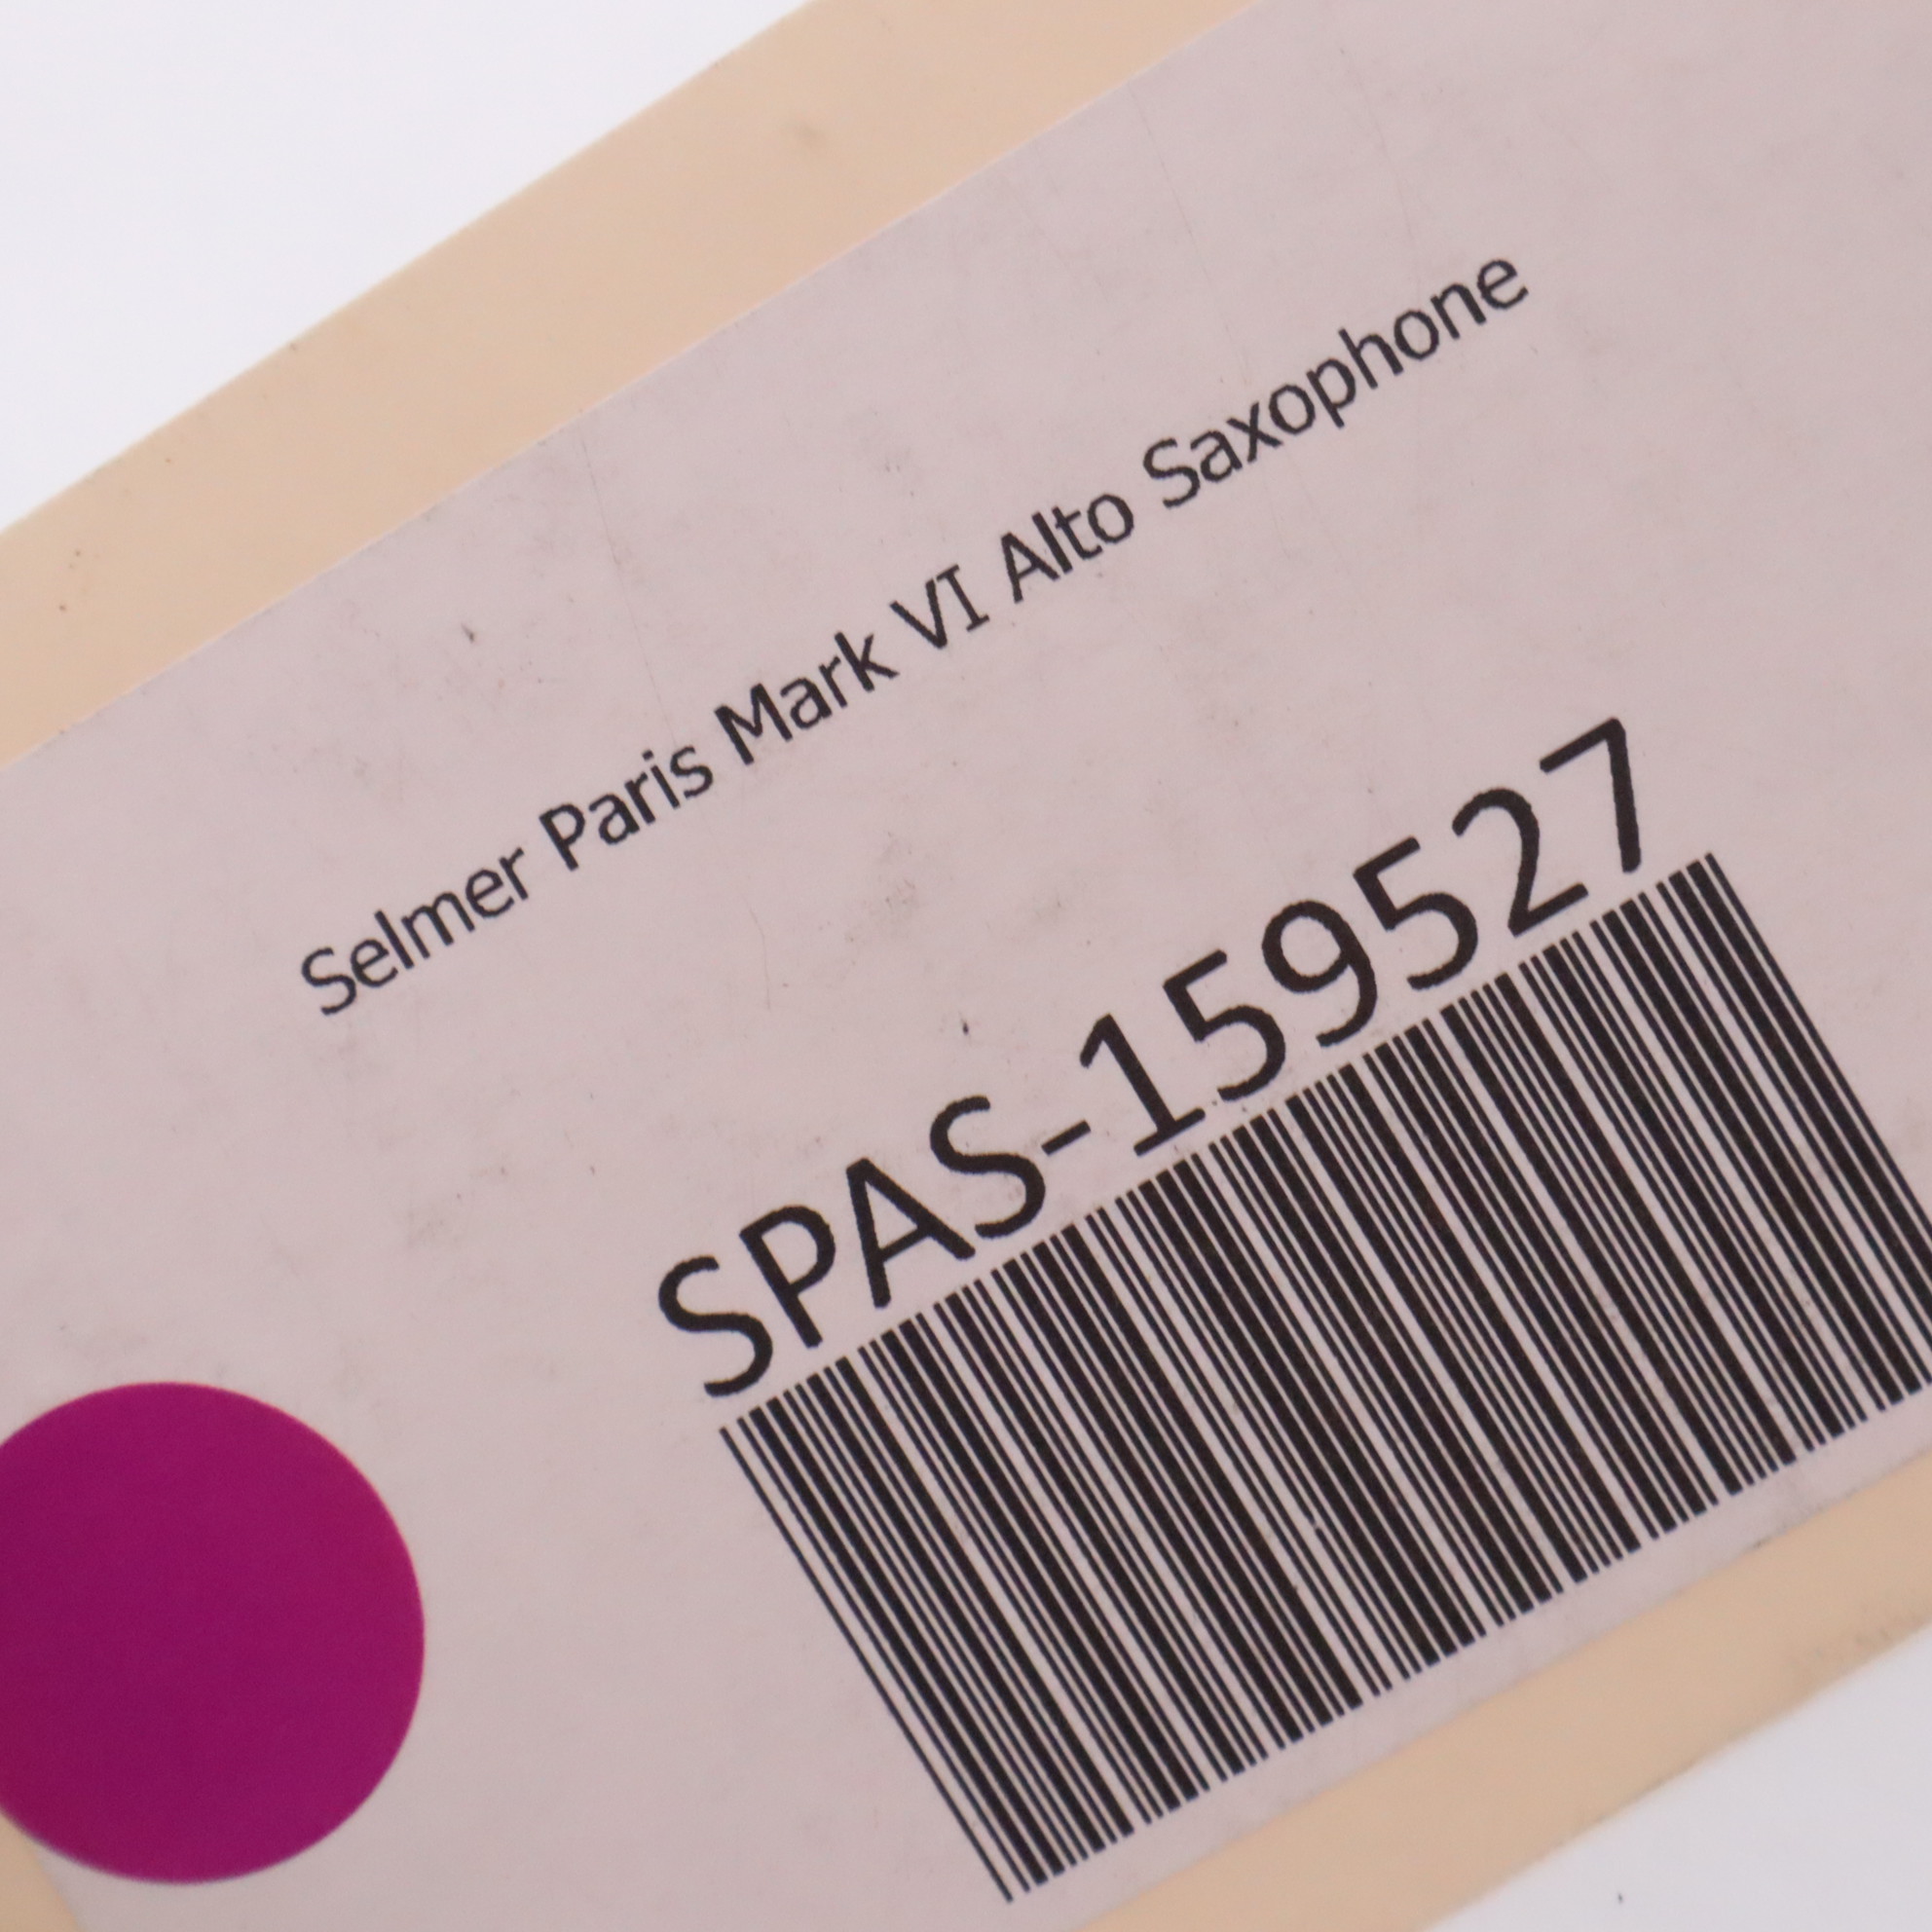 Selmer Paris Mark VI Alto Saxophone
SPAS-159527